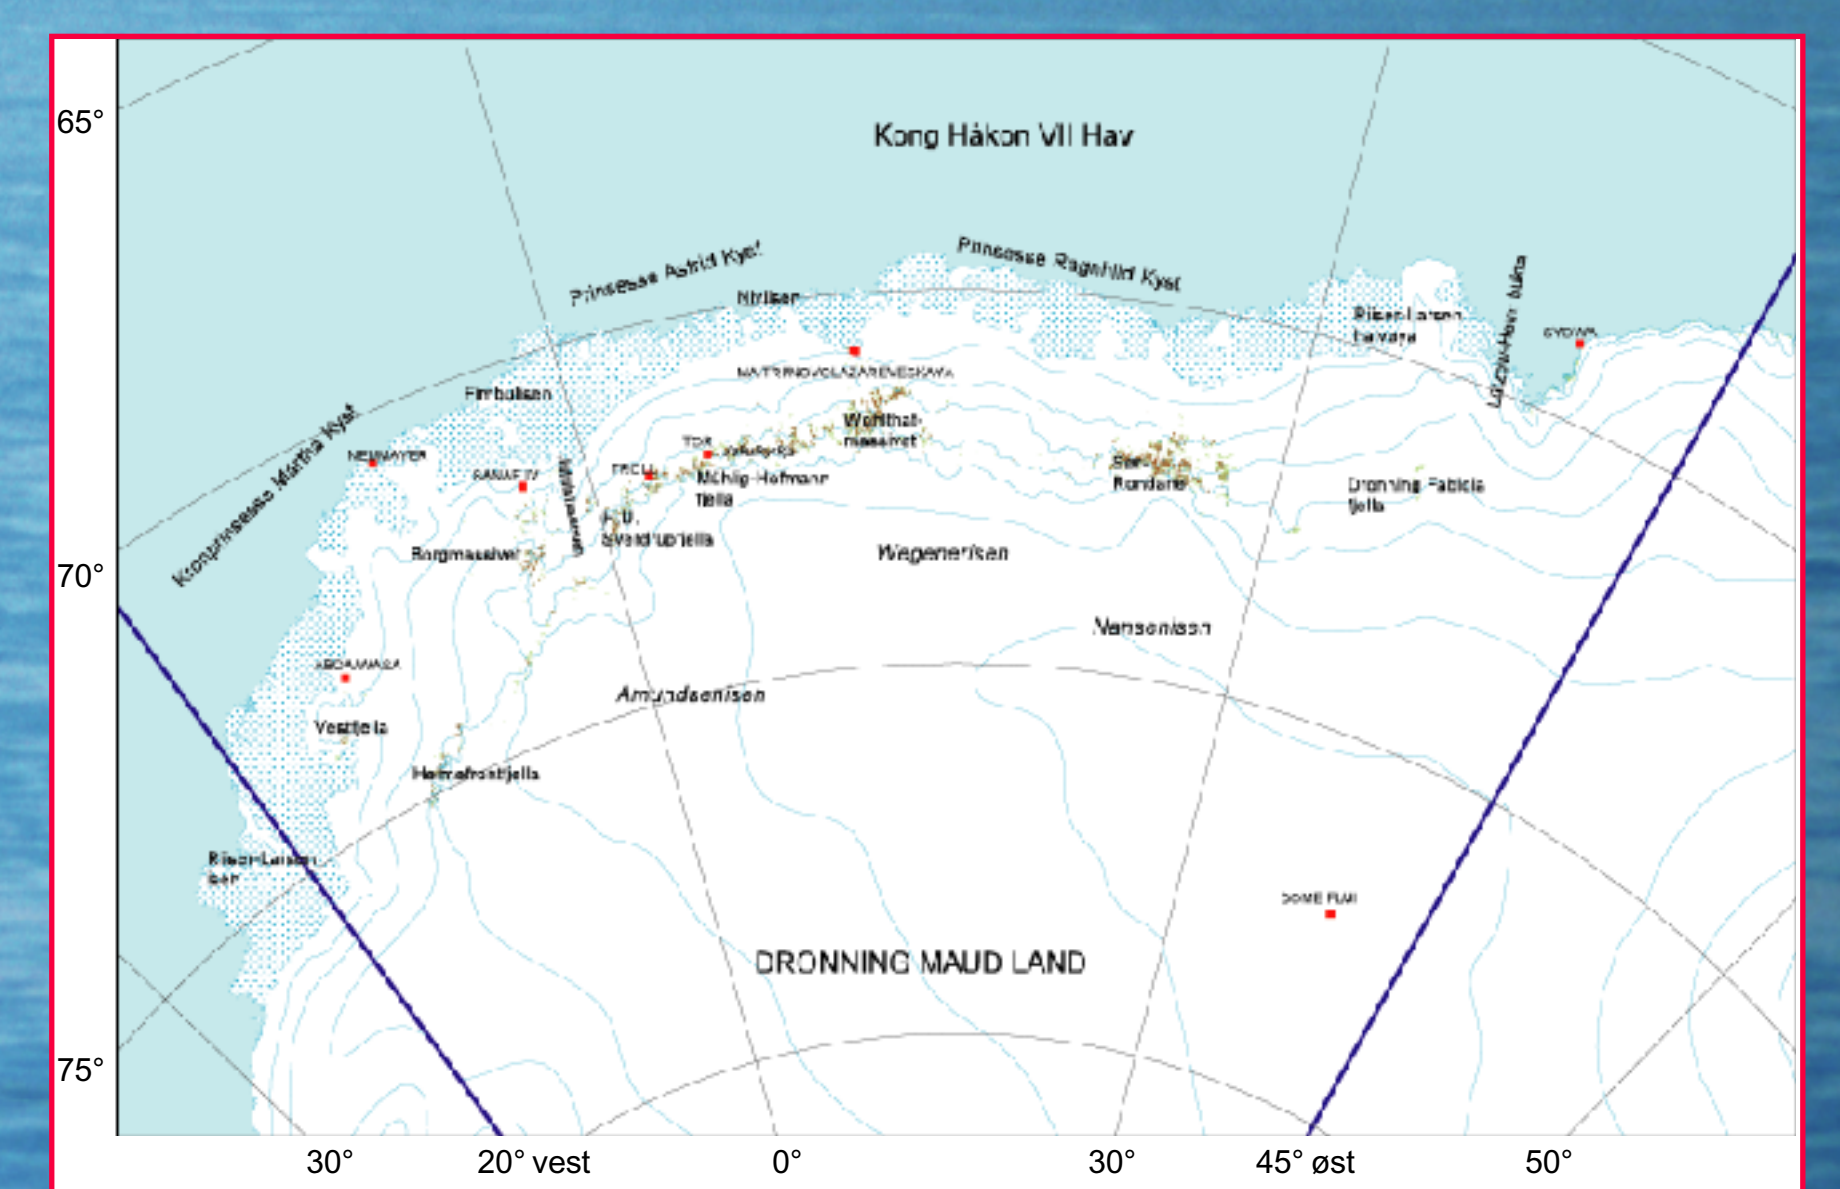 65°
Kong Håkon VII Hav
Prinsesse Astrid Kyst
Prinsesse Ragnhild Kyst
Nivlisen
Riiser-Larsen
halvøya
SYOWA
Fimbulisen
Wohlthat-
massivet
Kronprinsesse Märtha Kyst
NEUMAYER
SANAE IV
TOR
TROLL
Mühlig-Hofmann
fjella
Sør-
Rondane
Dronning Fabiola
fjella
H.U.
Sverdrupfjella
Borgmassivet
Wegenerisen
70°
Nansenisen
Amundsenisen
Vestfjella
Heimefrontfjella
Riiser-Larsen
isen
DOME FUJI
DRONNING MAUD LAND
75°
30°
20° vest
0°
30°
45° øst
50°